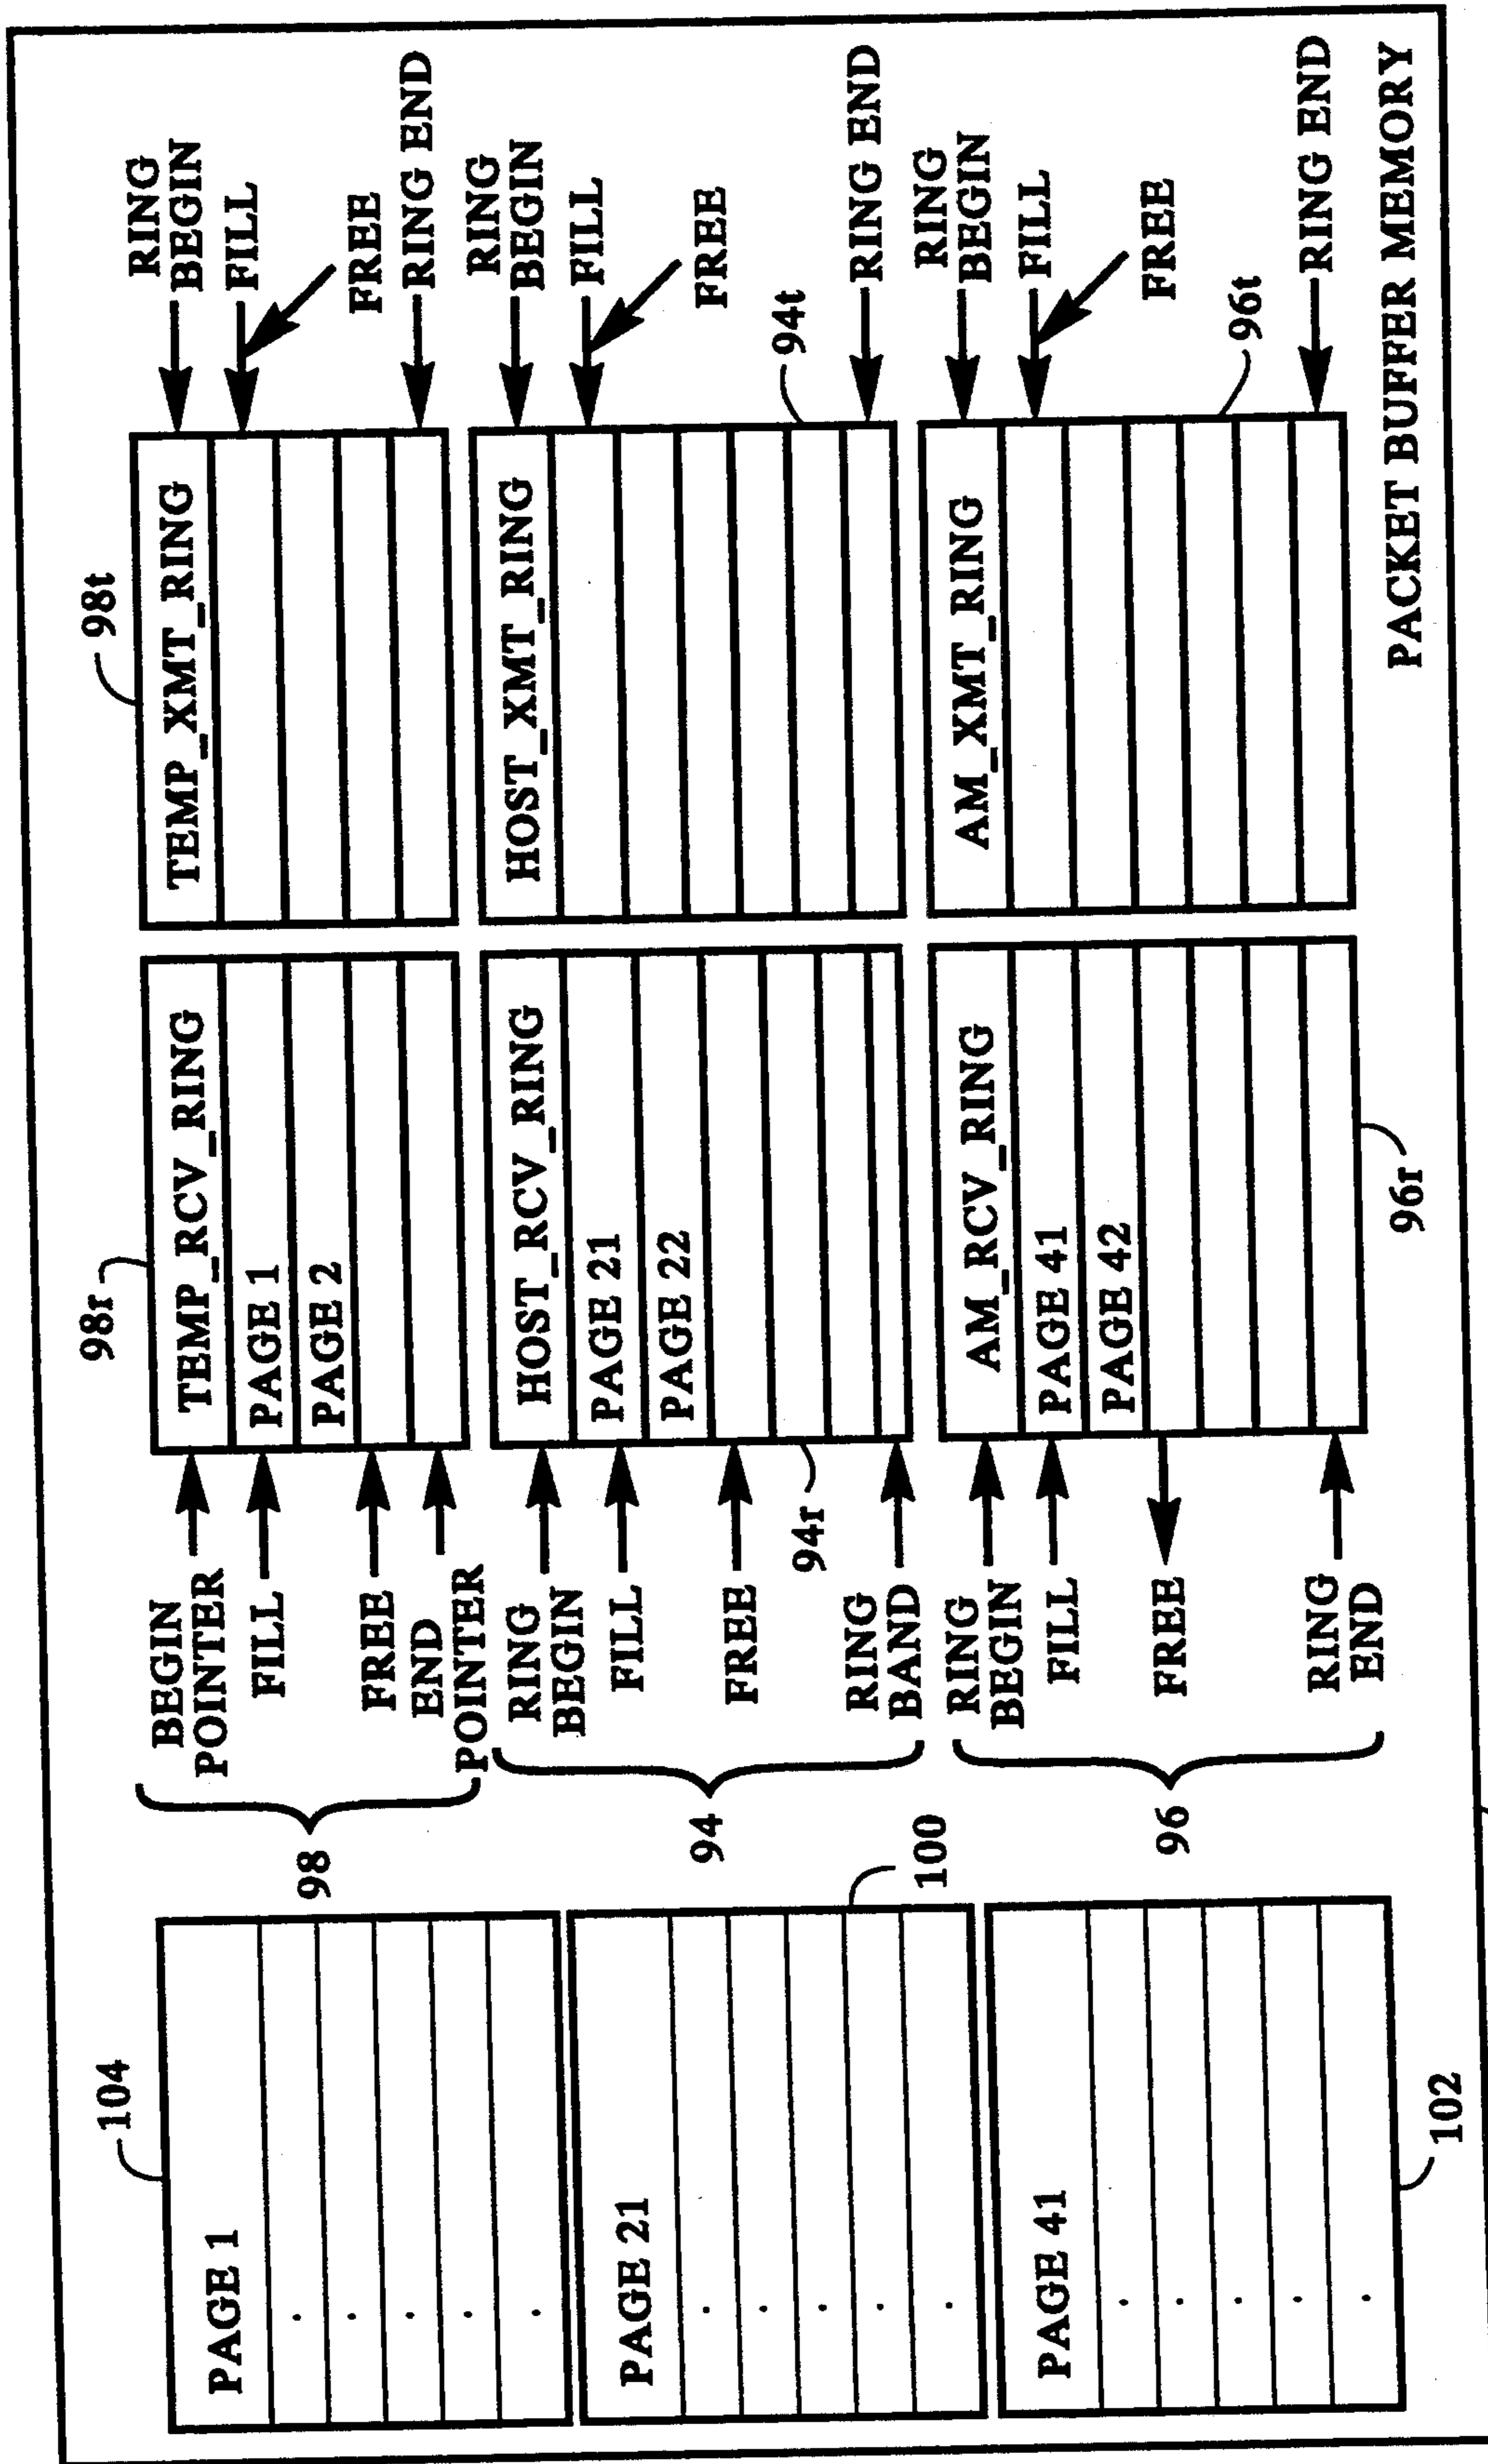 104
PAGE 1
.
.
.
.
.
PAGE 21
.
.
.
.
.
100
PAGE 41
.
.
.
.
.
102
98
BEGIN
POINTER
FILL
FREE
END
POINTER
94
RING
BEGIN
FILL
FREE
RING
BAND
96
RING
BEGIN
FILL
FREE
RING
END
98r
TEMP_RCV_RING
PAGE 1
PAGE 2
94r
HOST_RCV_RING
PAGE 21
PAGE 22
AM_RCV_RING
PAGE 41
PAGE 42
96r
98t
TEMP_XMT_RING
HOST_XMT_RING
94t
AM_XMT_RING
96t
RING
BEGIN
FILL
FREE
RING END
RING
BEGIN
FILL
FREE
RING END
RING
BEGIN
FILL
FREE
RING END
PACKET BUFFER MEMORY